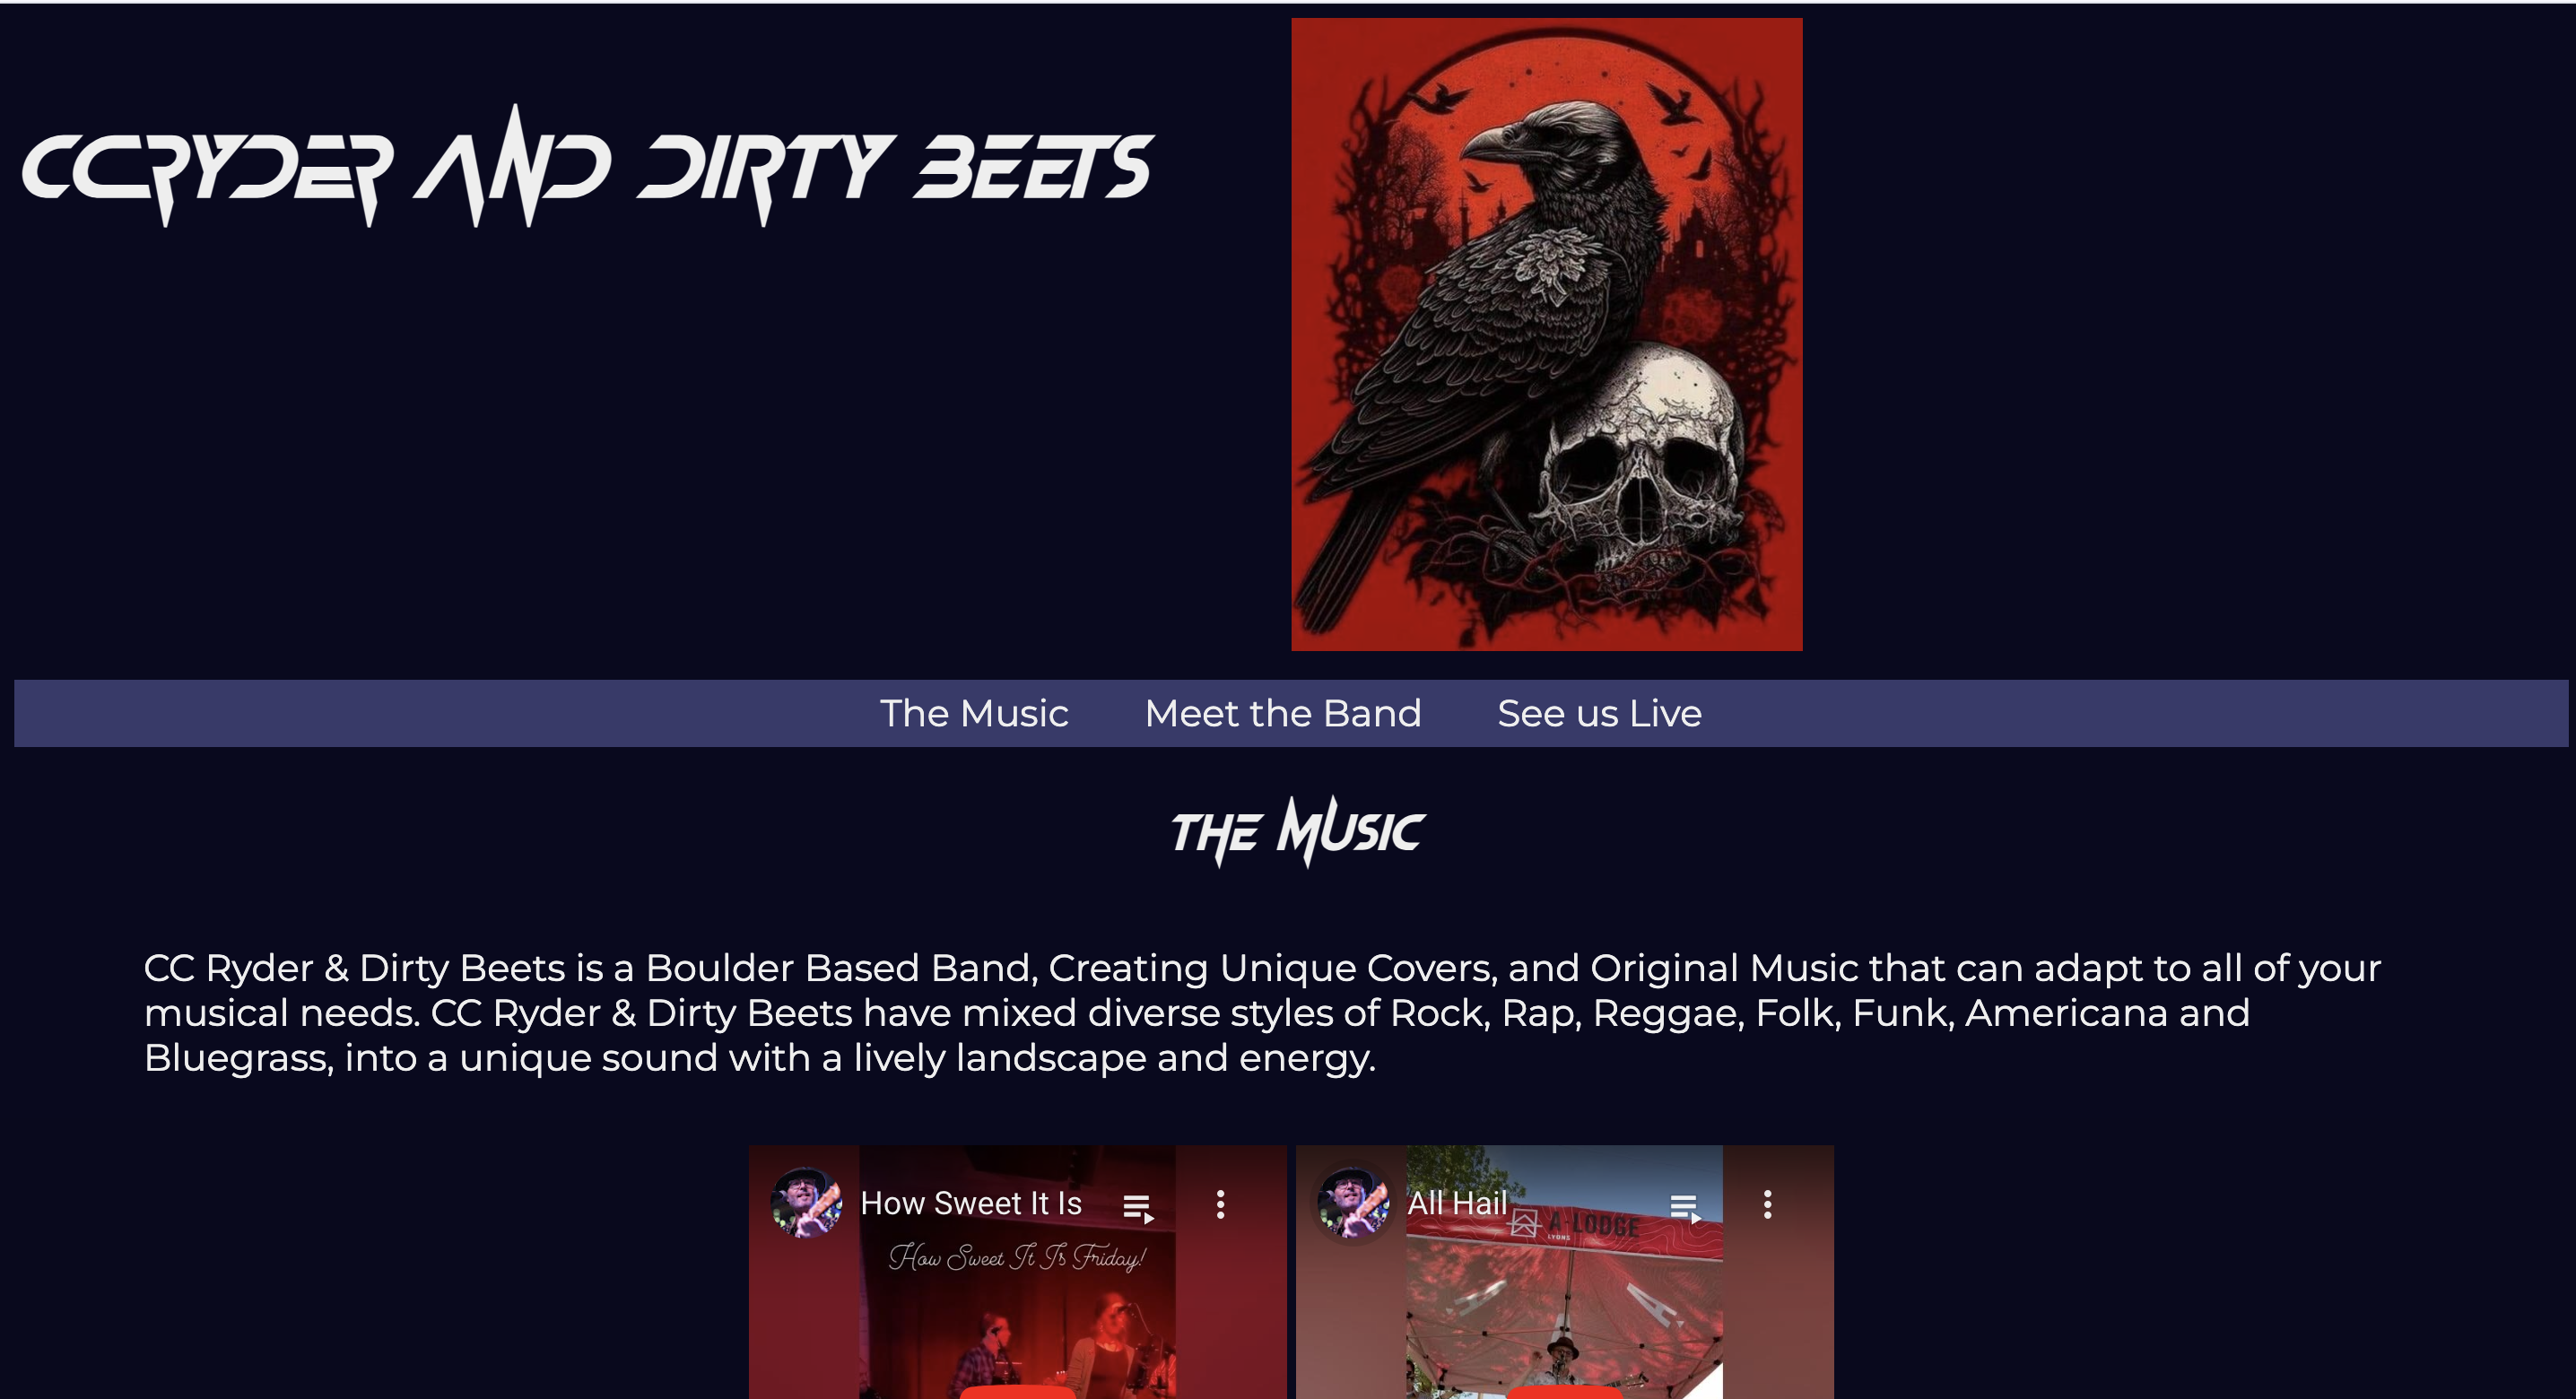 CCRYDER AND DIRTY BEETS
The Music Meet the Band See us Live
THE MUSIC
CC Ryder & Dirty Beets is a Boulder Based Band, Creating Unique Covers, and Original Music that can adapt to all of your
musical needs. CC Ryder & Dirty Beets have mixed diverse styles of Rock, Rap, Reggae, Folk, Funk, Americana and
Bluegrass, into a unique sound with a lively landscape and energy.
How Sweet It Is
How Sweet It Is Friday!
All Hail
A-LODGE
LYONS
A